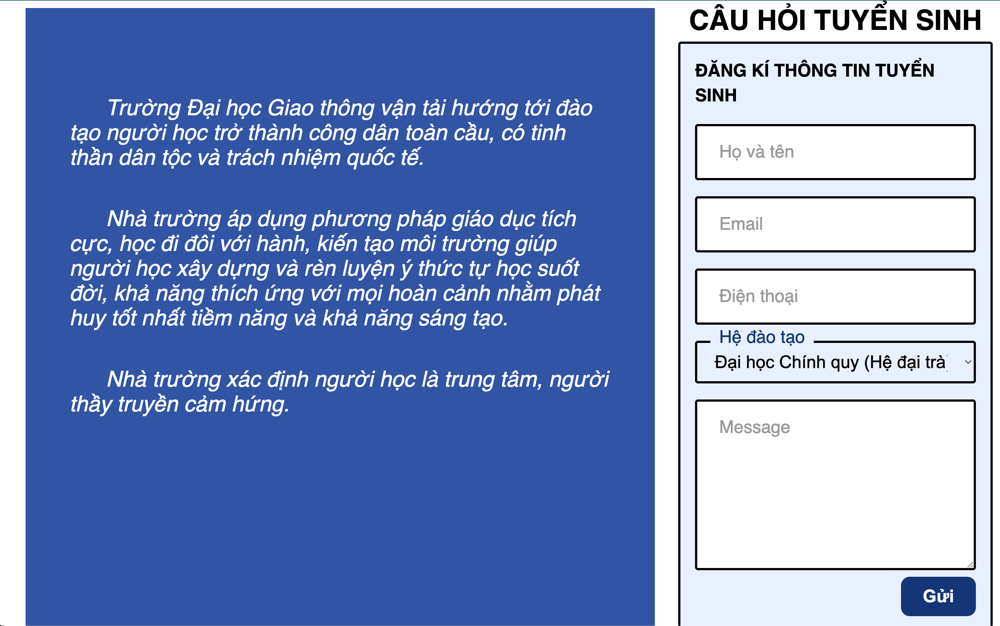 Trường Đại học Giao thông vận tải hướng tới đào
tạo người học trở thành công dân toàn cầu, có tinh
thần dân tộc và trách nhiệm quốc tế.
Nhà trường áp dụng phương pháp giáo dục tích
cực, học đi đôi với hành, kiến tạo môi trường giúp
người học xây dựng và rèn luyện ý thức tự học suốt
đời, khả năng thích ứng với mọi hoàn cảnh nhằm phát
huy tốt nhất tiềm năng và khả năng sáng tạo.
Nhà trường xác định người học là trung tâm, người
thầy truyền cảm hứng.
CÂU HỎI TUYỂN SINH
ĐĂNG KÍ THÔNG TIN TUYỂN
SINH
Họ và tên
Email
Điện thoại
Hệ đào tạo
Đại học Chính quy (Hệ đại trà)
Message
Gửi